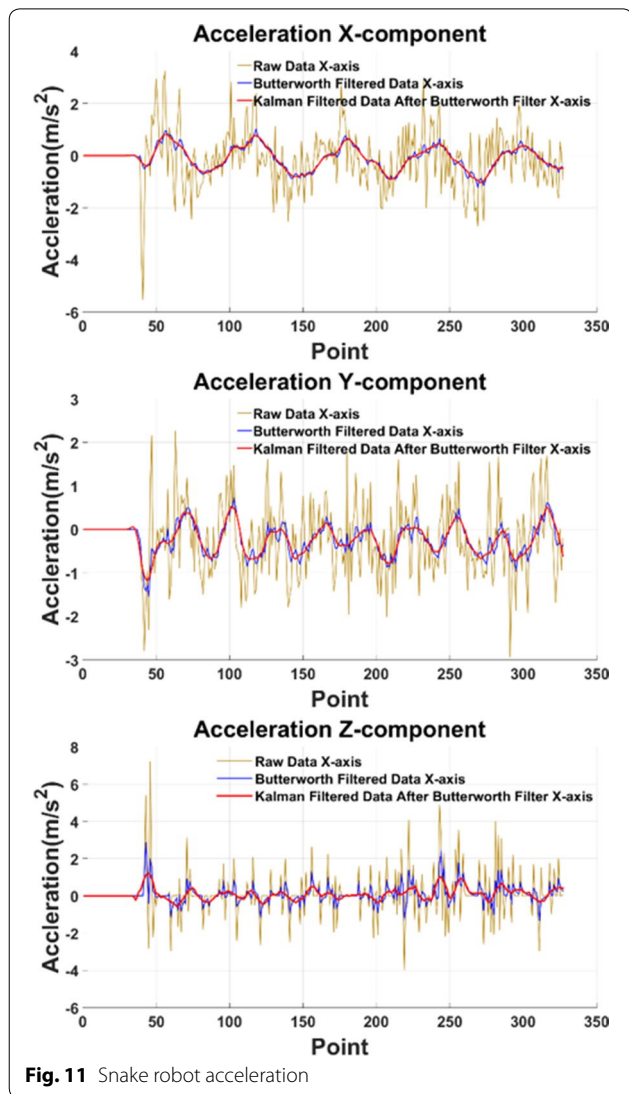 Acceleration X-component
Raw Data X-axis
Butterworth Filtered Data X-axis
Kalman Filtered Data After Butterworth Filter X-axis
Accleration(m/s²)
4
2
0
-2
-4
-6
0 50 100 150 200 250 300 350
Point
Acceleration Y-component
Raw Data X-axis
Butterworth Filtered Data X-axis
Kalman Filtered Data After Butterworth Filter X-axis
Accleration(m/s²)
3
2
1
0
-1
-2
-3
0 50 100 150 200 250 300 350
Point
Acceleration Z-component
Raw Data X-axis
Butterworth Filtered Data X-axis
Kalman Filtered Data After Butterworth Filter X-axis
Accleration(m/s²)
8
6
4
2
0
-2
-4
-6
0 50 100 150 200 250 300 350
Point
Fig. 11 Snake robot acceleration